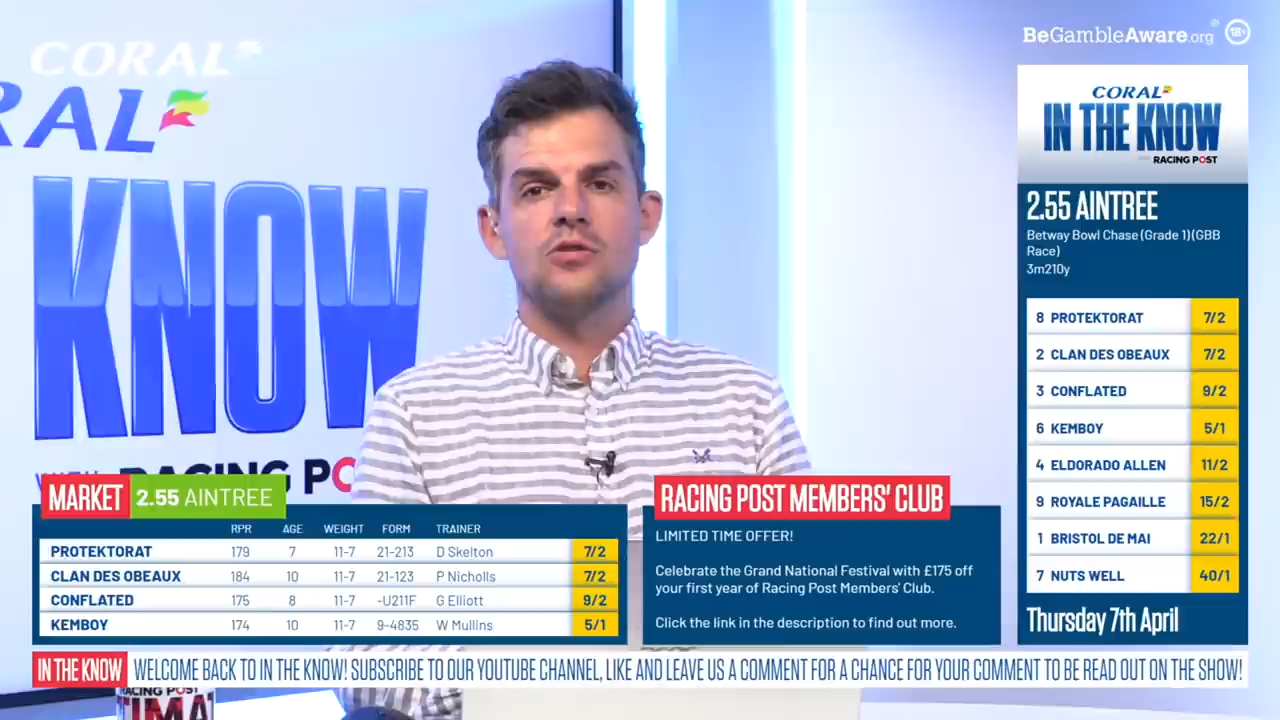 CORAL
BeGambleAware.org® 18+
RAL
KNOW
RACING PO
CORAL
IN THE KNOW
RACING POST
2.55 AINTREE
Betway Bowl Chase (Grade 1) (GBB
Race)
3m210y
8 PROTEKTORAT 7/2
2 CLAN DES OBEAUX 7/2
3 CONFLATED 9/2
6 KEMBOY 5/1
4 ELDORADO ALLEN 11/2
9 ROYALE PAGAILLE 15/2
1 BRISTOL DE MAI 22/1
7 NUTS WELL 40/1
Thursday 7th April
MARKET 2.55 AINTREE
RPR AGE WEIGHT FORM TRAINER
PROTEKTORAT 179 7 11-7 21-213 D Skelton 7/2
CLAN DES OBEAUX 184 10 11-7 21-123 P Nicholls 7/2
CONFLATED 175 8 11-7 -U211F G Elliott 9/2
KEMBOY 174 10 11-7 9-4835 W Mullins 5/1
RACING POST MEMBERS' CLUB
LIMITED TIME OFFER!
Celebrate the Grand National Festival with £175 off
your first year of Racing Post Members' Club.
Click the link in the description to find out more.
IN THE KNOW WELCOME BACK TO IN THE KNOW! SUBSCRIBE TO OUR YOUTUBE CHANNEL, LIKE AND LEAVE US A COMMENT FOR A CHANCE FOR YOUR COMMENT TO BE READ OUT ON THE SHOW!
RACING POST